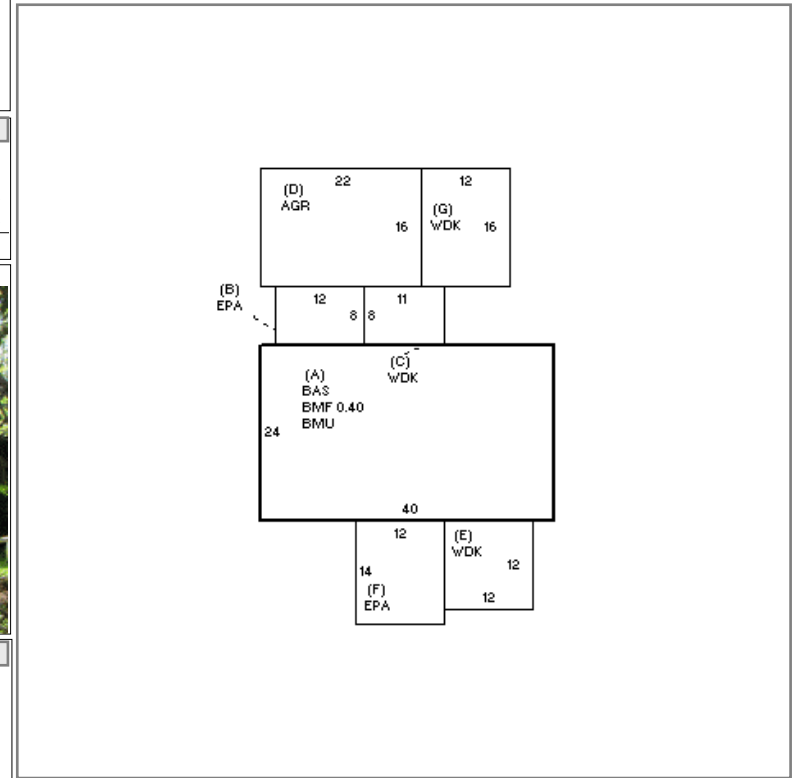 22
12
(D)
AGR
(G)
WDK
16
16
(B)
EPA
12
11
8
8
(C)
WDK
(A)
BAS
BMF 0.40
BMU
24
40
12
(E)
WDK
12
14
(F)
EPA
12